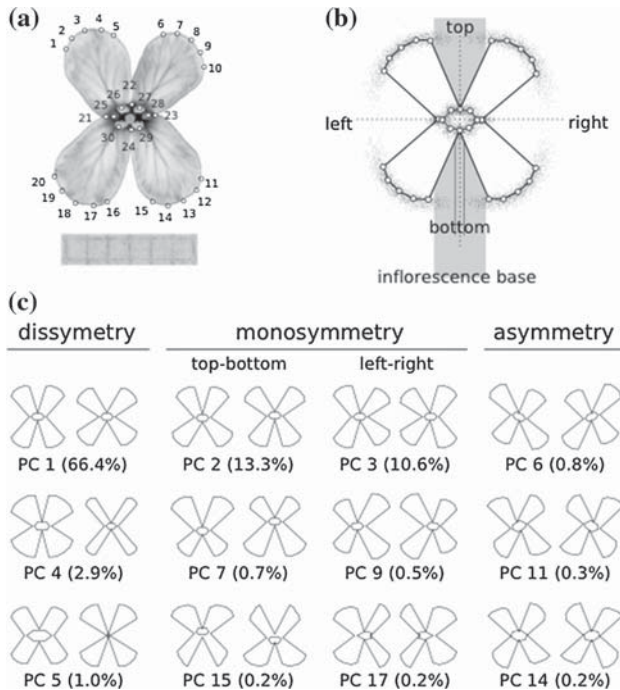 (a)
3 4
2 5
1
6 7
8
9
10
22
26 27
25 28
21 23
30 29
24
20
19
18 17 16
15 14 13
12
11
(b)
top
left right
bottom
inflorescence base
(c)
dissymetry monosymmetry asymmetry
top-bottom left-right
PC 1 (66.4%) PC 2 (13.3%) PC 3 (10.6%) PC 6 (0.8%)
PC 4 (2.9%) PC 7 (0.7%) PC 9 (0.5%) PC 11 (0.3%)
PC 5 (1.0%) PC 15 (0.2%) PC 17 (0.2%) PC 14 (0.2%)